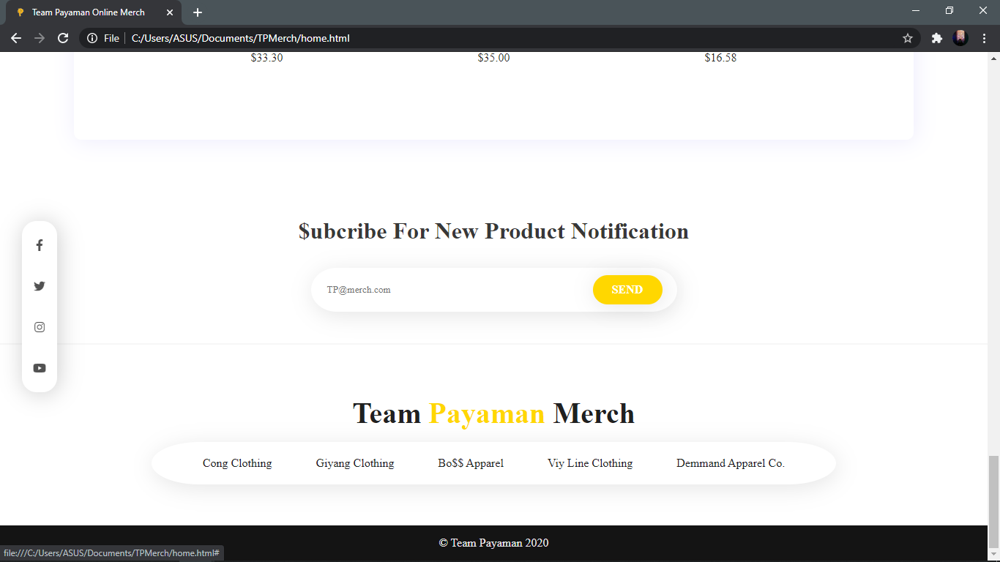 Team Payaman Online Merch
File C:/Users/ASUS/Documents/TPMerch/home.html
$33.30 $35.00 $16.58
$ubcribe For New Product Notification
TP@merch.com SEND
Team Payaman Merch
Cong Clothing Giyang Clothing Bo$$ Apparel Viy Line Clothing Demmand Apparel Co.
© Team Payaman 2020
file:///C:/Users/ASUS/Documents/TPMerch/home.html#